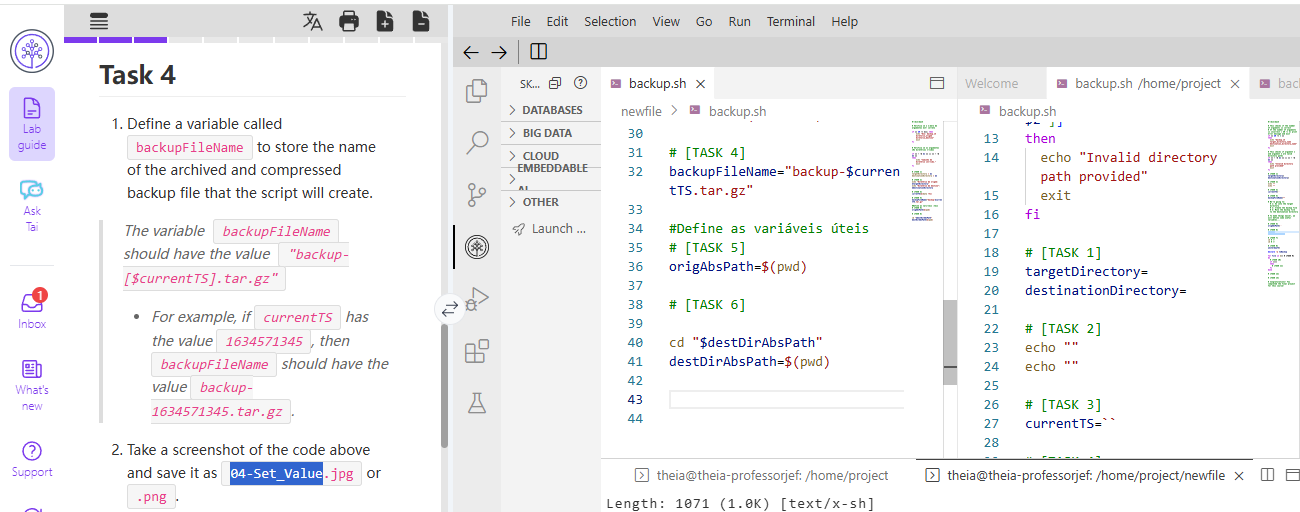 File Edit Selection View Go Run Terminal Help
Lab
guide
Ask
Tai
1
Inbox
What's
new
Support
Task 4
1. Define a variable called
backupFileName to store the name
of the archived and compressed
backup file that the script will create.
The variable backupFileName
should have the value "backup-
[$currentTS].tar.gz"
• For example, if currentTS has
the value 1634571345 , then
backupFileName should have the
value backup-
1634571345.tar.gz .
2. Take a screenshot of the code above
and save it as 04-Set_Value.jpg or
.png .
SK...
DATABASES
BIG DATA
CLOUD
EMBEDDABLE
AI
OTHER
Launch ...
backup.sh
newfile > backup.sh
30
31 # [TASK 4]
32 backupFileName="backup-$curren
tTS.tar.gz"
33
34 #Define as variáveis úteis
35 # [TASK 5]
36 origAbsPath=$(pwd)
37
38 # [TASK 6]
39
40 cd "$destDirAbsPath"
41 destDirAbsPath=$(pwd)
42
43
44
Welcome backup.sh /home/project bac
backup.sh
$2 ]]
13 then
14 echo "Invalid directory
path provided"
15 exit
16 fi
17
18 # [TASK 1]
19 targetDirectory=
20 destinationDirectory=
21
22 # [TASK 2]
23 echo ""
24 echo ""
25
26 # [TASK 3]
27 currentTS=``
28
theia@theia-professorjef: /home/project theia@theia-professorjef: /home/project/newfile
Length: 1071 (1.0K) [text/x-sh]